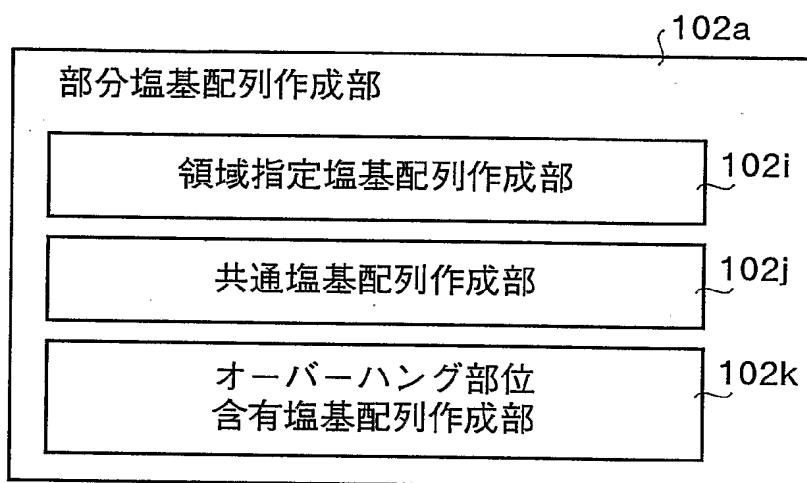 102a
部分塩基配列作成部
領域指定塩基配列作成部
102i
共通塩基配列作成部
102j
オーバーハング部位
含有塩基配列作成部
102k